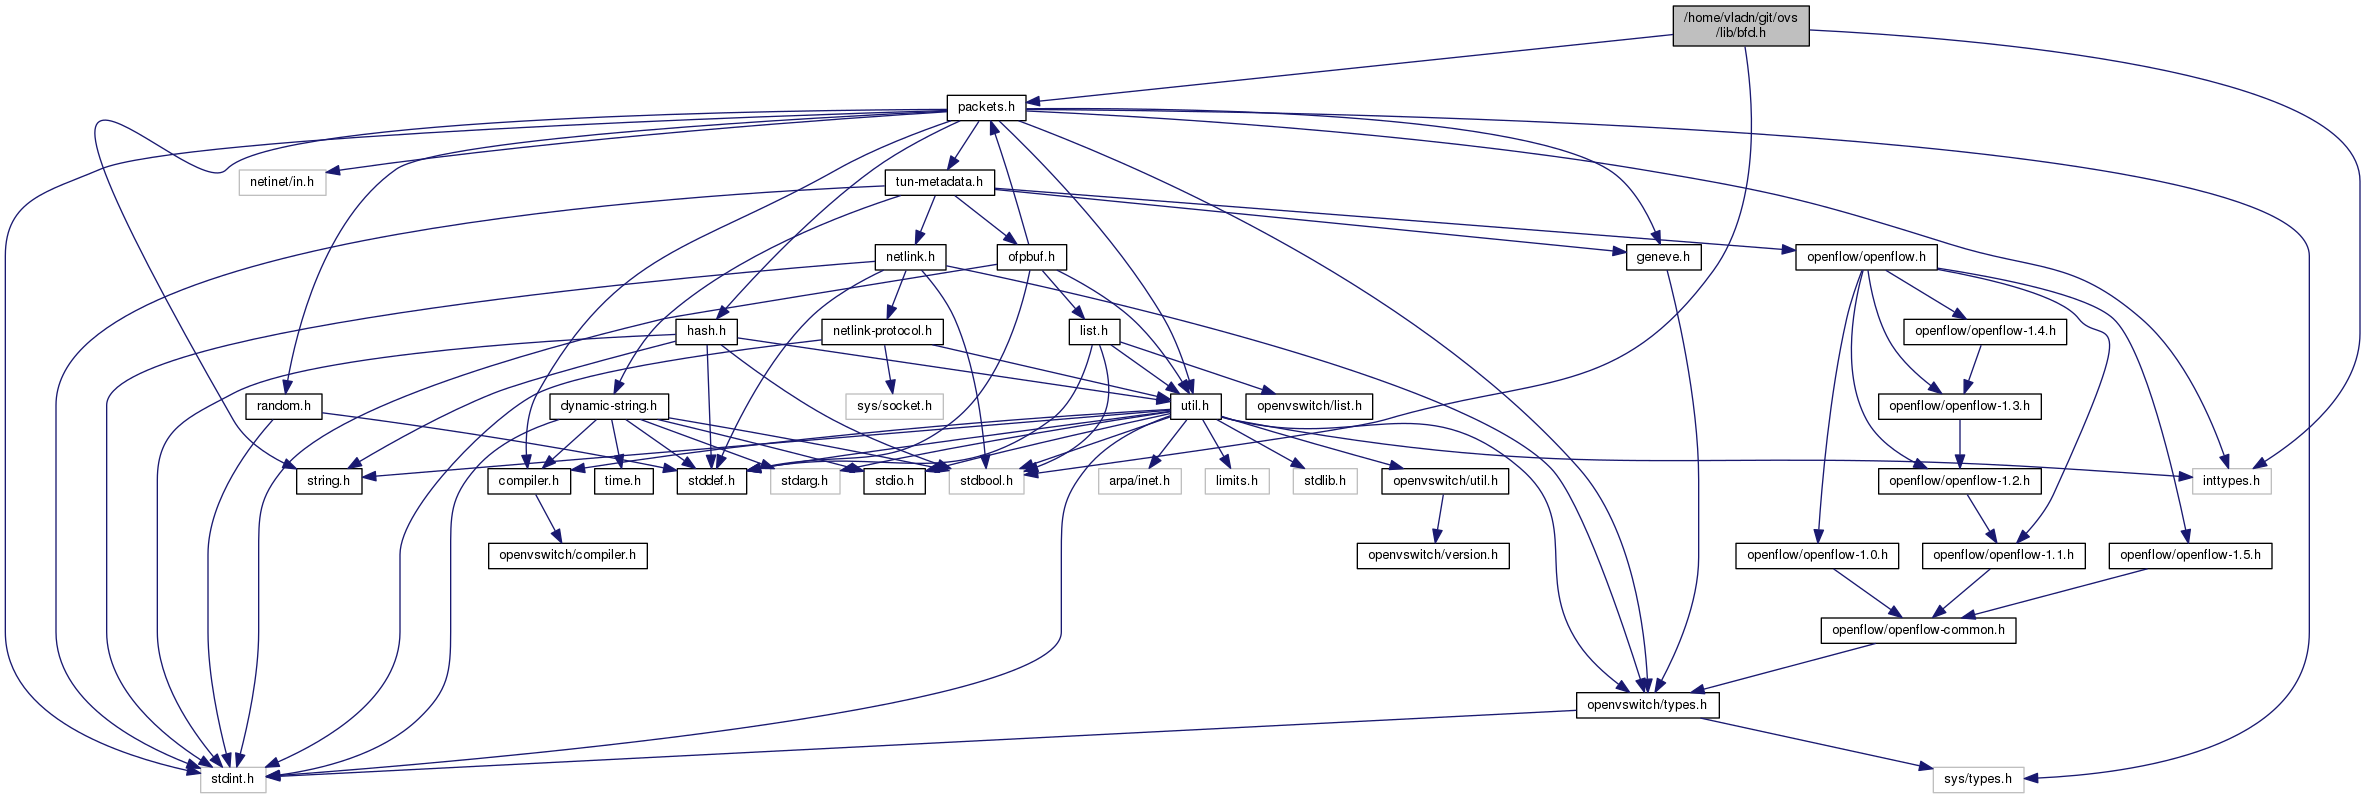 /home/vladn/git/ovs
/lib/bfd.h
packets.h
netinet/in.h
tun-metadata.h
netlink.h
ofpbuf.h
geneve.h
openflow/openflow.h
hash.h
netlink-protocol.h
list.h
openflow/openflow-1.4.h
random.h
dynamic-string.h
sys/socket.h
util.h
openvswitch/list.h
openflow/openflow-1.3.h
string.h
compiler.h
time.h
stddef.h
stdarg.h
stdio.h
stdbool.h
arpa/inet.h
limits.h
stdlib.h
openvswitch/util.h
openflow/openflow-1.2.h
inttypes.h
openvswitch/compiler.h
openvswitch/version.h
openflow/openflow-1.0.h
openflow/openflow-1.1.h
openflow/openflow-1.5.h
openflow/openflow-common.h
openvswitch/types.h
stdint.h
sys/types.h